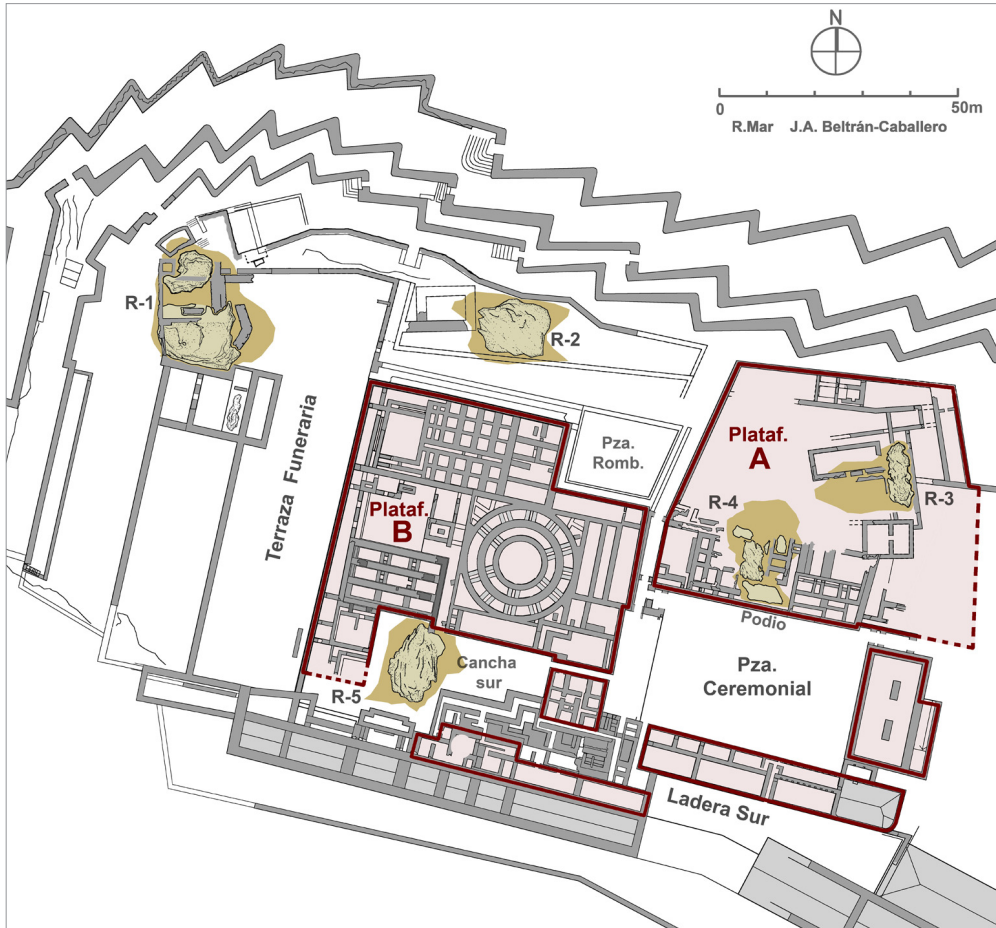 N
0 50m
R.Mar J.A. Beltrán-Caballero
R-1
R-2
Terraza Funeraria
Pza.
Romb.
Plataf.
A
R-3
R-4
Plataf.
B
Podio
Cancha
sur
R-5
Pza.
Ceremonial
Ladera Sur